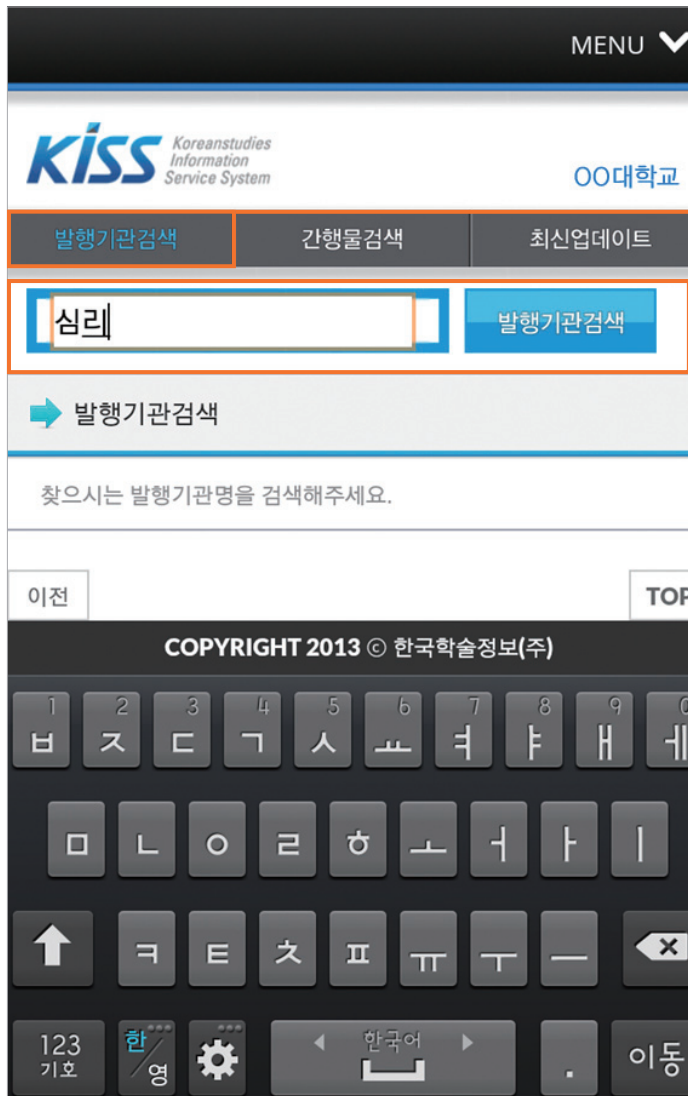 MENU
KISS Koreanstudies
Information
Service System
OO대학교
발행기관검색 간행물검색 최신업데이트
심리 발행기관검색
발행기관검색
찾으시는 발행기관명을 검색해주세요.
이전 TOP
COPYRIGHT 2013 ⓒ 한국학술정보(주)
1 2 3 4 5 6 7 8 9 0
ㅂ ㅈ ㄷ ㄱ ㅅ ㅛ ㅕ ㅑ ㅐ ㅔ
ㅁ ㄴ ㅇ ㄹ ㅎ ㅗ ㅓ ㅏ ㅣ
ㅋ ㅌ ㅊ ㅍ ㅠ ㅜ ㅡ
123
기호 한/영 한국어 . 이동